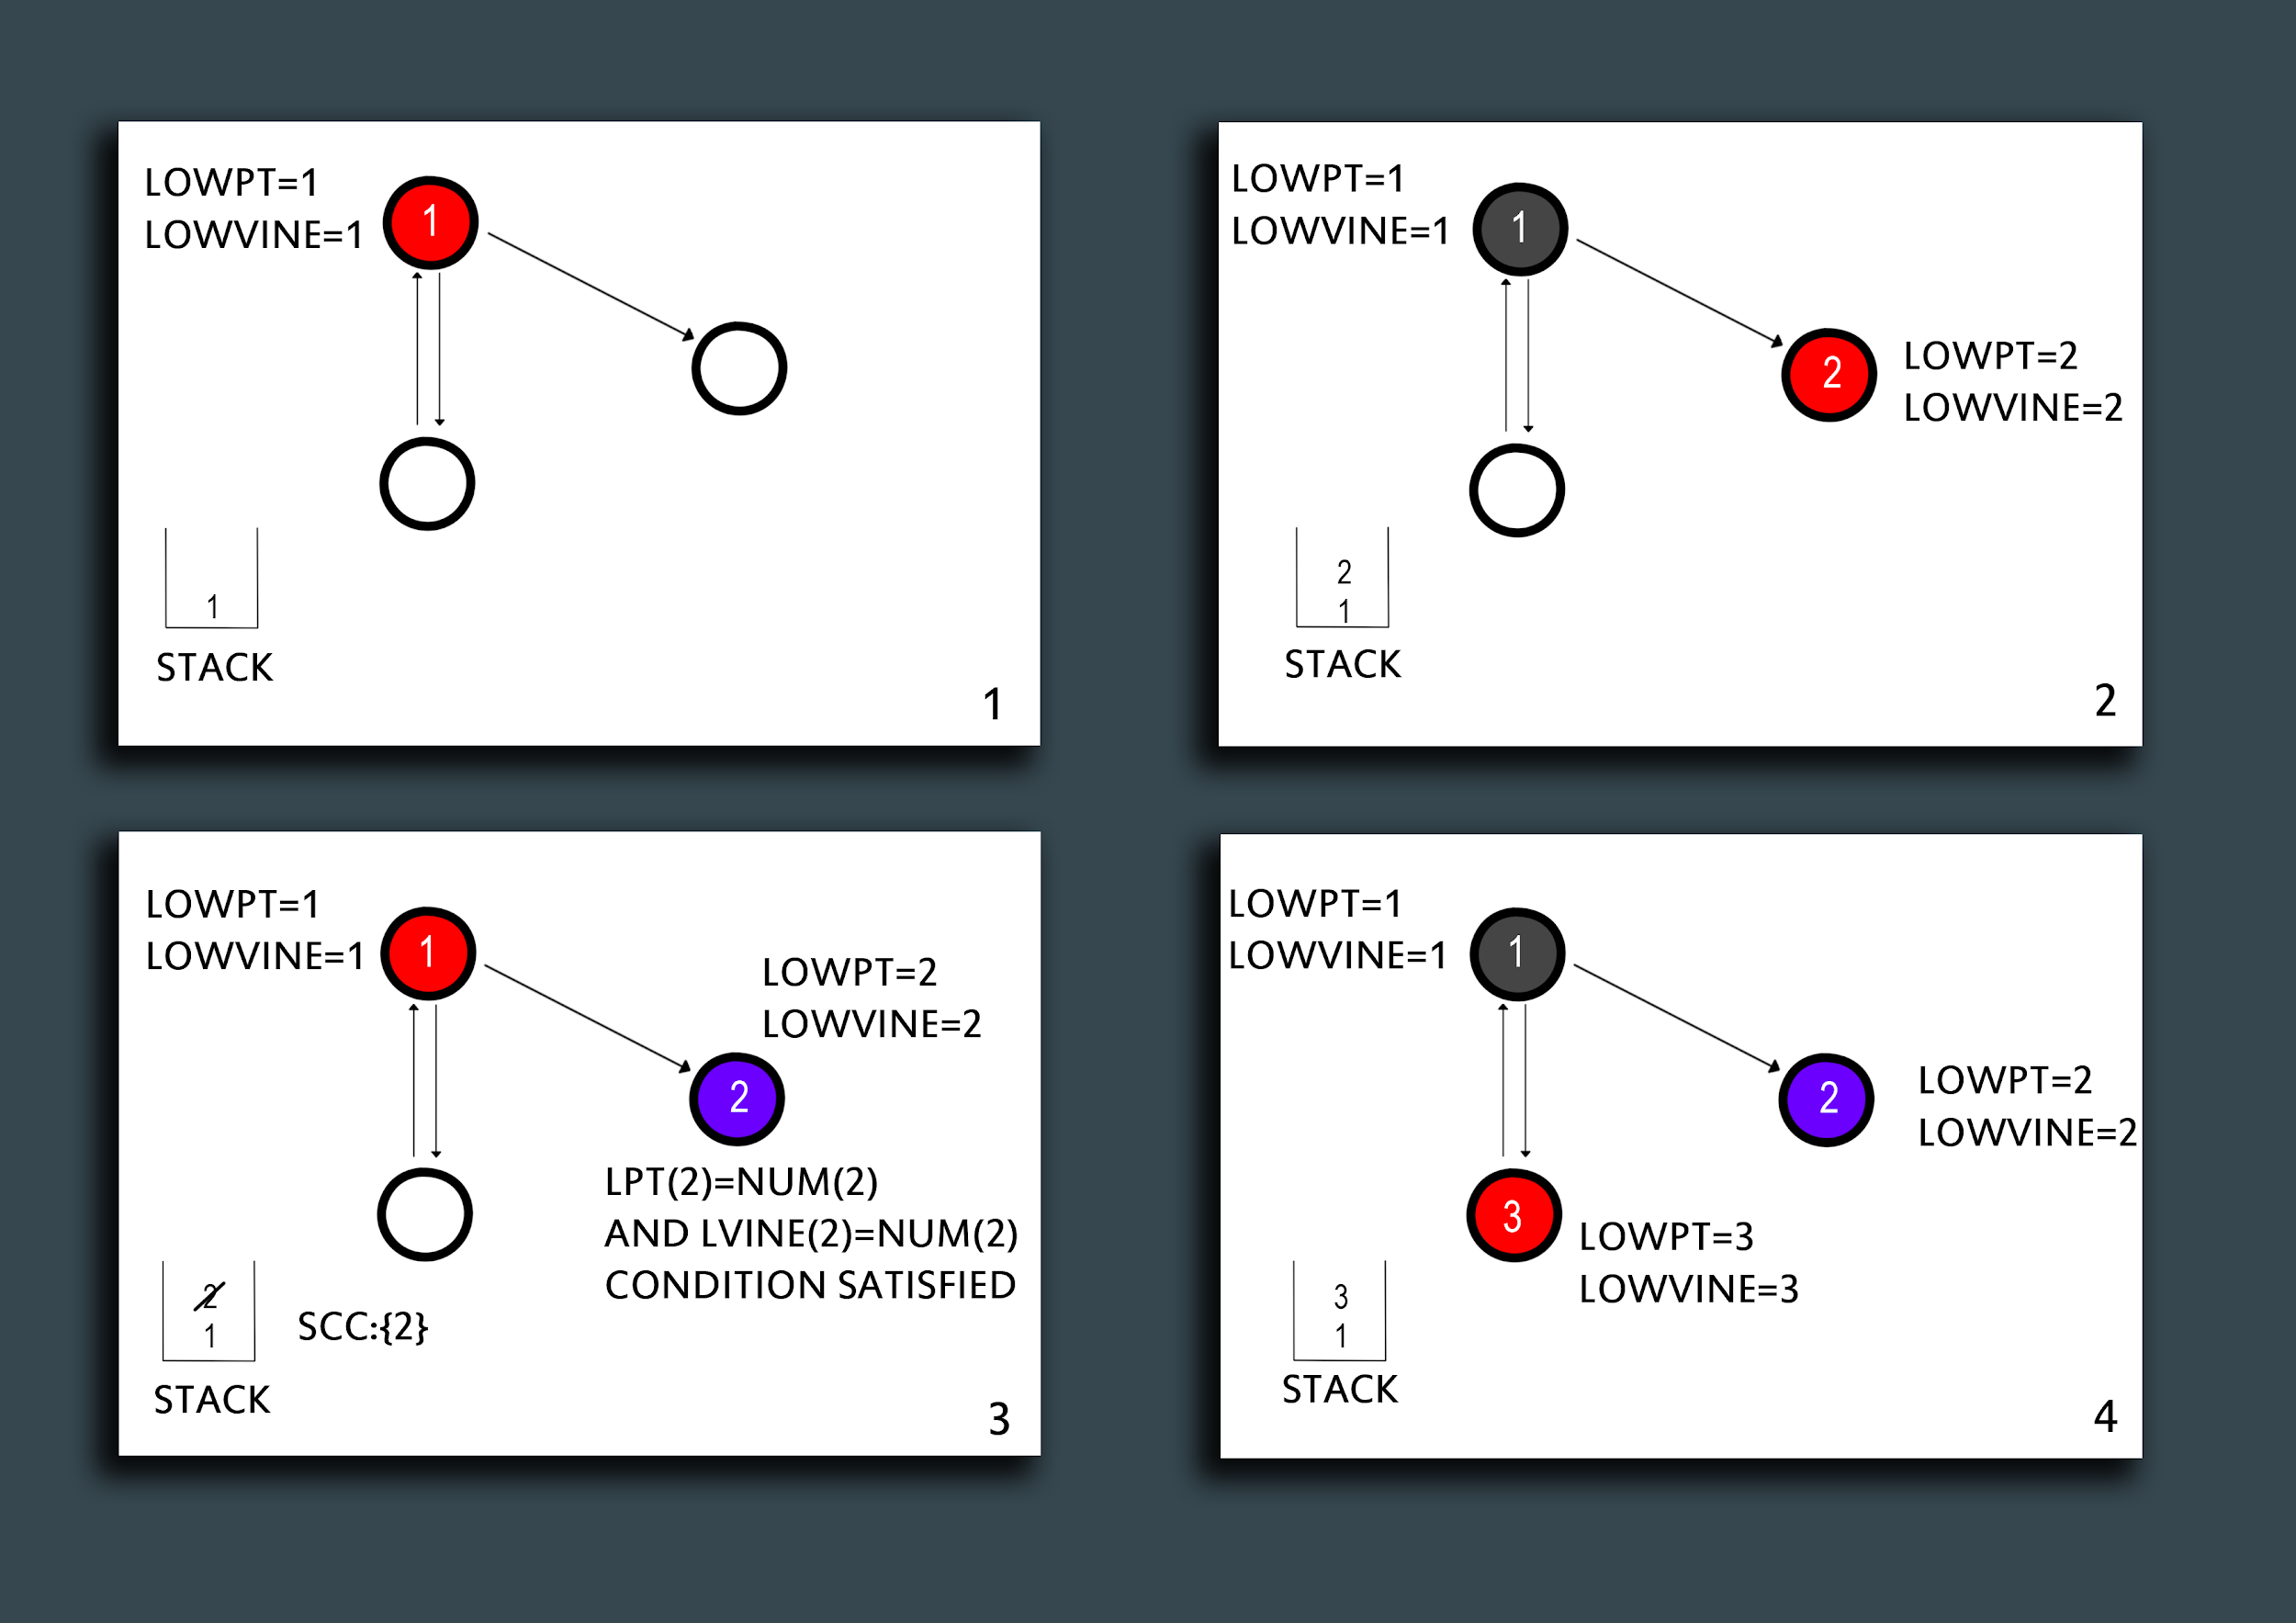 LOWPT=1
LOWVINE=1
1
1
STACK
1
LOWPT=1
LOWVINE=1
1
2
LOWPT=2
LOWVINE=2
2
1
STACK
2
LOWPT=1
LOWVINE=1
1
LOWPT=2
LOWVINE=2
2
LPT(2)=NUM(2)
AND LVINE(2)=NUM(2)
CONDITION SATISFIED
2
1
SCC:{2}
STACK
3
LOWPT=1
LOWVINE=1
1
2
LOWPT=2
LOWVINE=2
3
LOWPT=3
LOWVINE=3
3
1
STACK
4